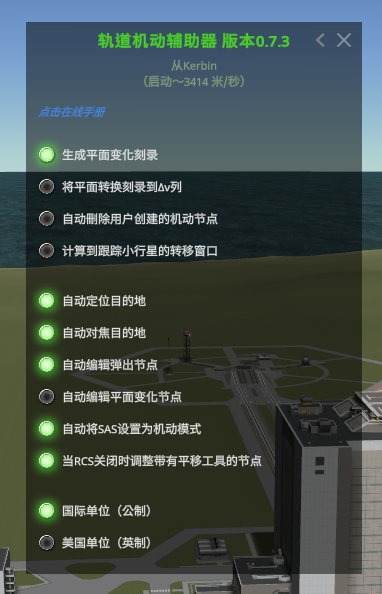 轨道机动辅助器 版本0.7.3
从Kerbin
（启动～3414 米/秒）
点击在线手册
生成平面变化刻录
将平面转换刻录到Δv列
自动刪除用户创建的机动节点
计算到跟踪小行星的转移窗口
自动定位目的地
自动对焦目的地
自动编辑弹出节点
自动编辑平面变化节点
自动将SAS设置为机动模式
当RCS关闭时调整带有平移工具的节点
国际单位（公制）
美国单位（英制）